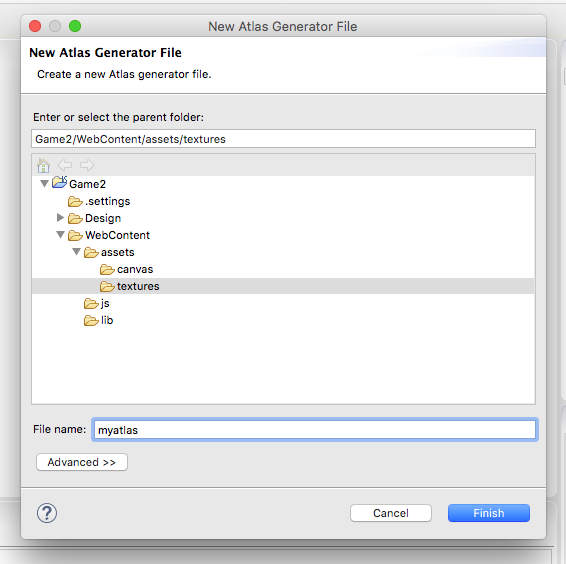 New Atlas Generator File
New Atlas Generator File
Create a new Atlas generator file.
Enter or select the parent folder:
Game2/WebContent/assets/textures
Game2
.settings
Design
WebContent
assets
canvas
textures
js
lib
File name: myatlas
Advanced >>
? Cancel Finish